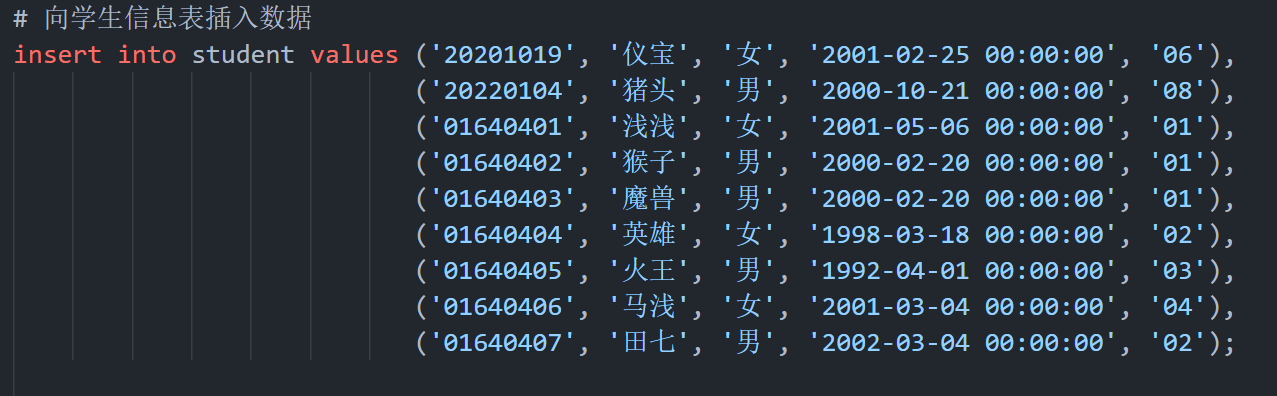 # 向学生信息表插入数据
insert into student values ('20201019', '仪宝', '女', '2001-02-25 00:00:00', '06'),
('20220104', '猪头', '男', '2000-10-21 00:00:00', '08'),
('01640401', '浅浅', '女', '2001-05-06 00:00:00', '01'),
('01640402', '猴子', '男', '2000-02-20 00:00:00', '01'),
('01640403', '魔兽', '男', '2000-02-20 00:00:00', '01'),
('01640404', '英雄', '女', '1998-03-18 00:00:00', '02'),
('01640405', '火王', '男', '1992-04-01 00:00:00', '03'),
('01640406', '马浅', '女', '2001-03-04 00:00:00', '04'),
('01640407', '田七', '男', '2002-03-04 00:00:00', '02');